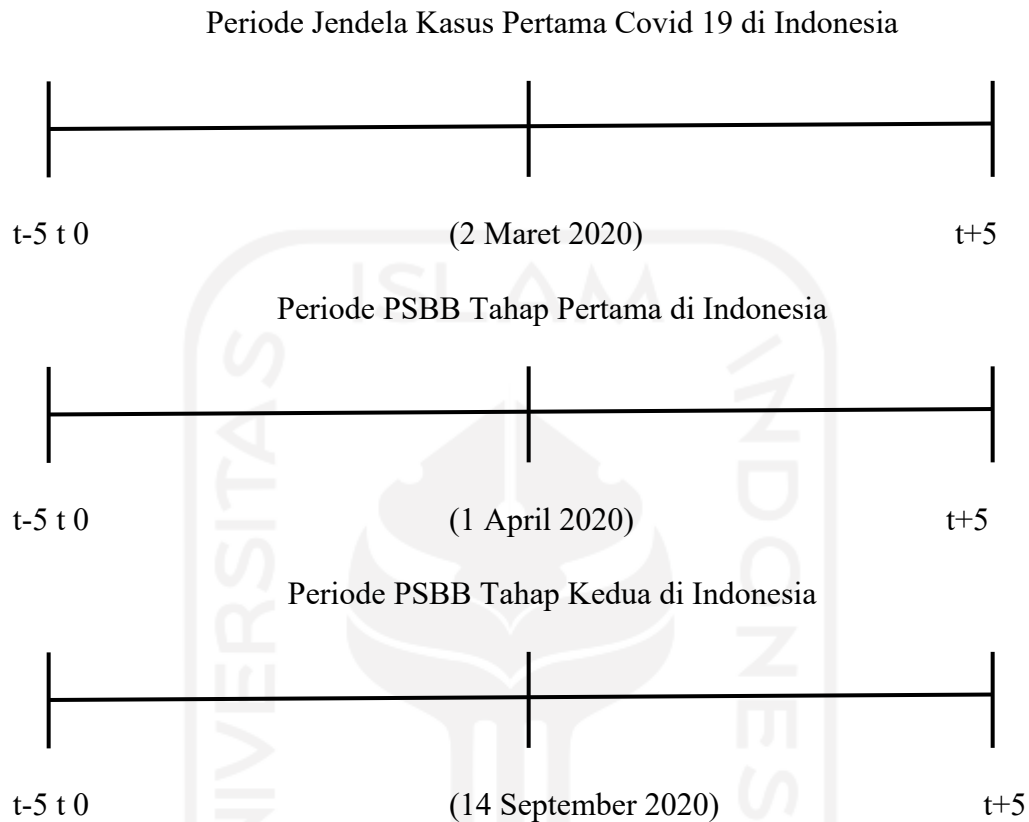 Periode Jendela Kasus Pertama Covid 19 di Indonesia
t-5 t 0 (2 Maret 2020) t+5
Periode PSBB Tahap Pertama di Indonesia
t-5 t 0 (1 April 2020) t+5
Periode PSBB Tahap Kedua di Indonesia
t-5 t 0 (14 September 2020) t+5
ISLAM